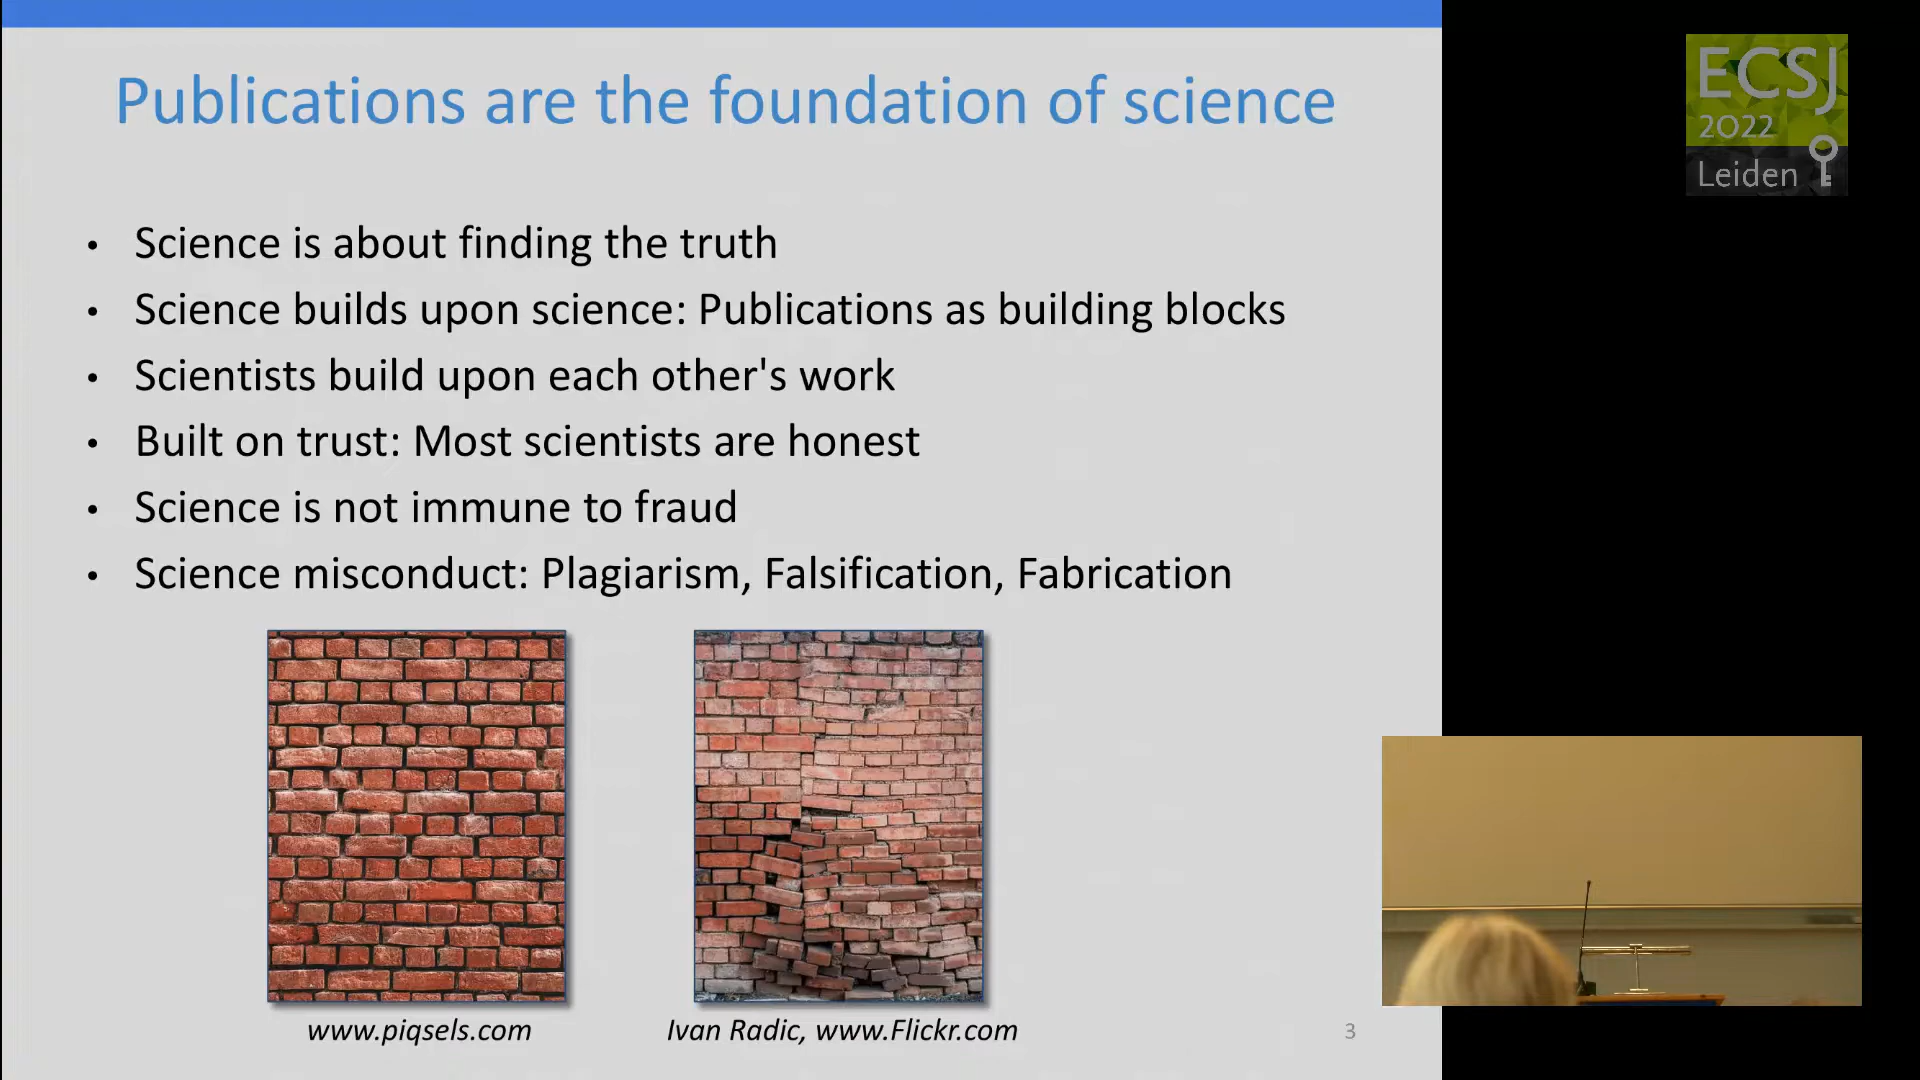 Publications are the foundation of science
• Science is about finding the truth
• Science builds upon science: Publications as building blocks
• Scientists build upon each other's work
• Built on trust: Most scientists are honest
• Science is not immune to fraud
• Science misconduct: Plagiarism, Falsification, Fabrication
www.piqsels.com
Ivan Radic, www.Flickr.com
3
ECSJ
2022
Leiden